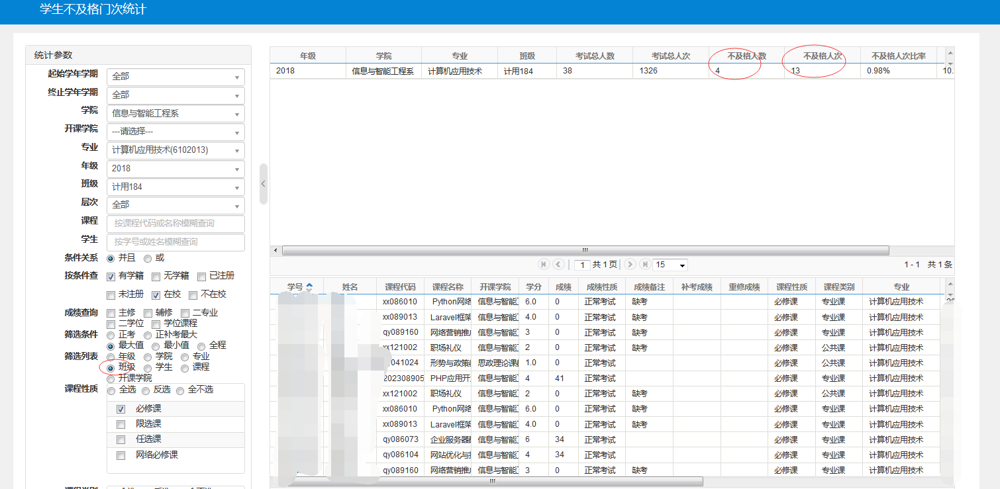 学生不及格门次统计
统计参数
起始学年学期 全部
终止学年学期 全部
学院 信息与智能工程系
开课学院 ---请选择---
专业 计算机应用技术(6102013)
年级 2018
班级 计用184
层次 全部
课程 按课程代码或名称模糊查询
学生 按学号或姓名模糊查询
条件关系 并且 或
按条件查 有学籍 无学籍 已注册
未注册 在校 不在校
成绩查询 主修 辅修 二专业
二学位 学位课程
筛选条件 正考 正补考最大
最大值 最小值 全程
筛选列表 年级 学院 专业
班级 学生 课程
开课学院
课程性质 全选 反选 全不选
必修课
限选课
任选课
网络必修课
年级 学院 专业 班级 考试总人数 考试总人次 不及格人数 不及格人次 不及格人次比率
2018 信息与智能工程系 计算机应用技术 计用184 38 1326 4 13 0.98% 10.
1 共 1 页 15 1 - 1 共 1 条
学号 姓名 课程代码 课程名称 开课学院 学分 成绩 成绩性质 成绩备注 补考成绩 重修成绩 课程性质 课程类别 专业
xx086010 Python网络 信息与智能 6.0 0 正常考试 缺考 必修课 专业课 计算机应用技术
xx089013 Laravel框架 信息与智能 4.0 0 正常考试 缺考 必修课 专业课 计算机应用技术
qy089160 网络营销推 信息与智能 3 0 正常考试 缺考 必修课 专业课 计算机应用技术
xx121002 职场礼仪 信息与智能 2 0 正常考试 缺考 必修课 公共课 计算机应用技术
041024 形势与政策 思政理论课 1.0 0 正常考试 必修课 公共课 计算机应用技术
202308905 PHP应用开 信息与智能 4 41 正常考试 必修课 专业课 计算机应用技术
xx121002 职场礼仪 信息与智能 2 0 正常考试 缺考 必修课 公共课 计算机应用技术
xx086010 Python网络 信息与智能 6.0 0 正常考试 缺考 必修课 专业课 计算机应用技术
xx089013 Laravel框架 信息与智能 4.0 0 正常考试 缺考 必修课 专业课 计算机应用技术
qy086073 企业服务器 信息与智能 6 34 正常考试 必修课 专业课 计算机应用技术
qy086104 网站优化与 信息与智能 4 34 正常考试 必修课 专业课 计算机应用技术
qy089160 网络营销推 信息与智能 3 0 正常考试 缺考 必修课 专业课 计算机应用技术